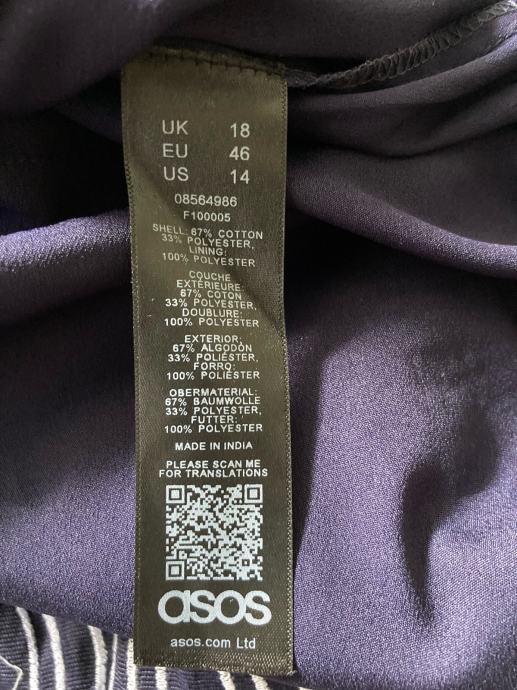 UK 18
EU 46
US 14
08564986
F100005
SHELL: 67% COTTON
33% POLYESTER,
LINING:
100% POLYESTER
COUCHE
EXTÉRIEURE:
67% COTON
33% POLYESTER,
DOUBLURE:
100% POLYESTER
EXTERIOR:
67% ALGODÓN
33% POLIÉSTER,
FORRO:
100% POLIÉSTER
OBERMATERIAL:
67% BAUMWOLLE
33% POLYESTER,
FUTTER:
100% POLYESTER
MADE IN INDIA
PLEASE SCAN ME
FOR TRANSLATIONS
asos
asos.com Ltd